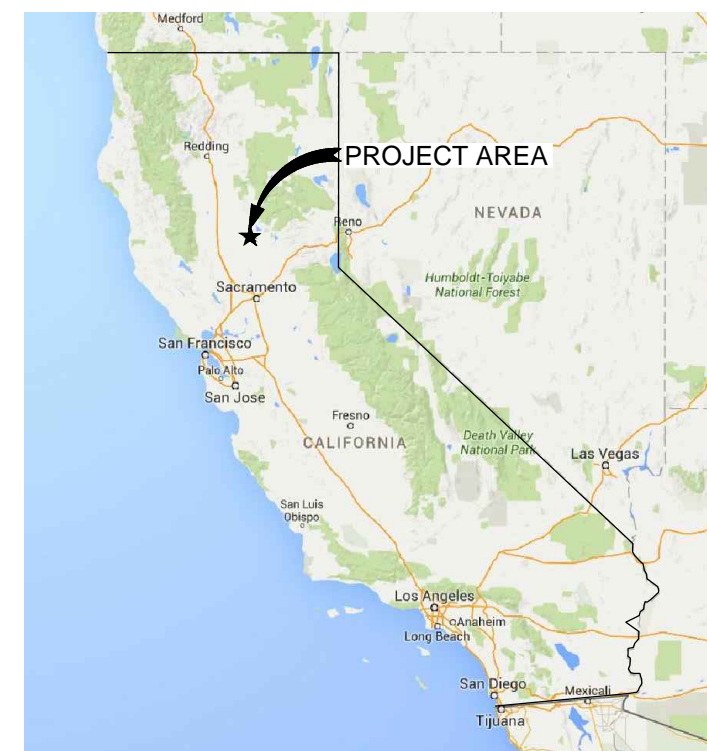 Medford
Redding
PROJECT AREA
Reno
NEVADA
Humboldt-Toiyabe
National Forest
Sacramento
San Francisco
Palo Alto
San Jose
Fresno
CALIFORNIA
Death Valley
National Park
Las Vegas
San Luis
Obispo
Los Angeles
Anaheim
Long Beach
San Diego
Mexicali
Tijuana